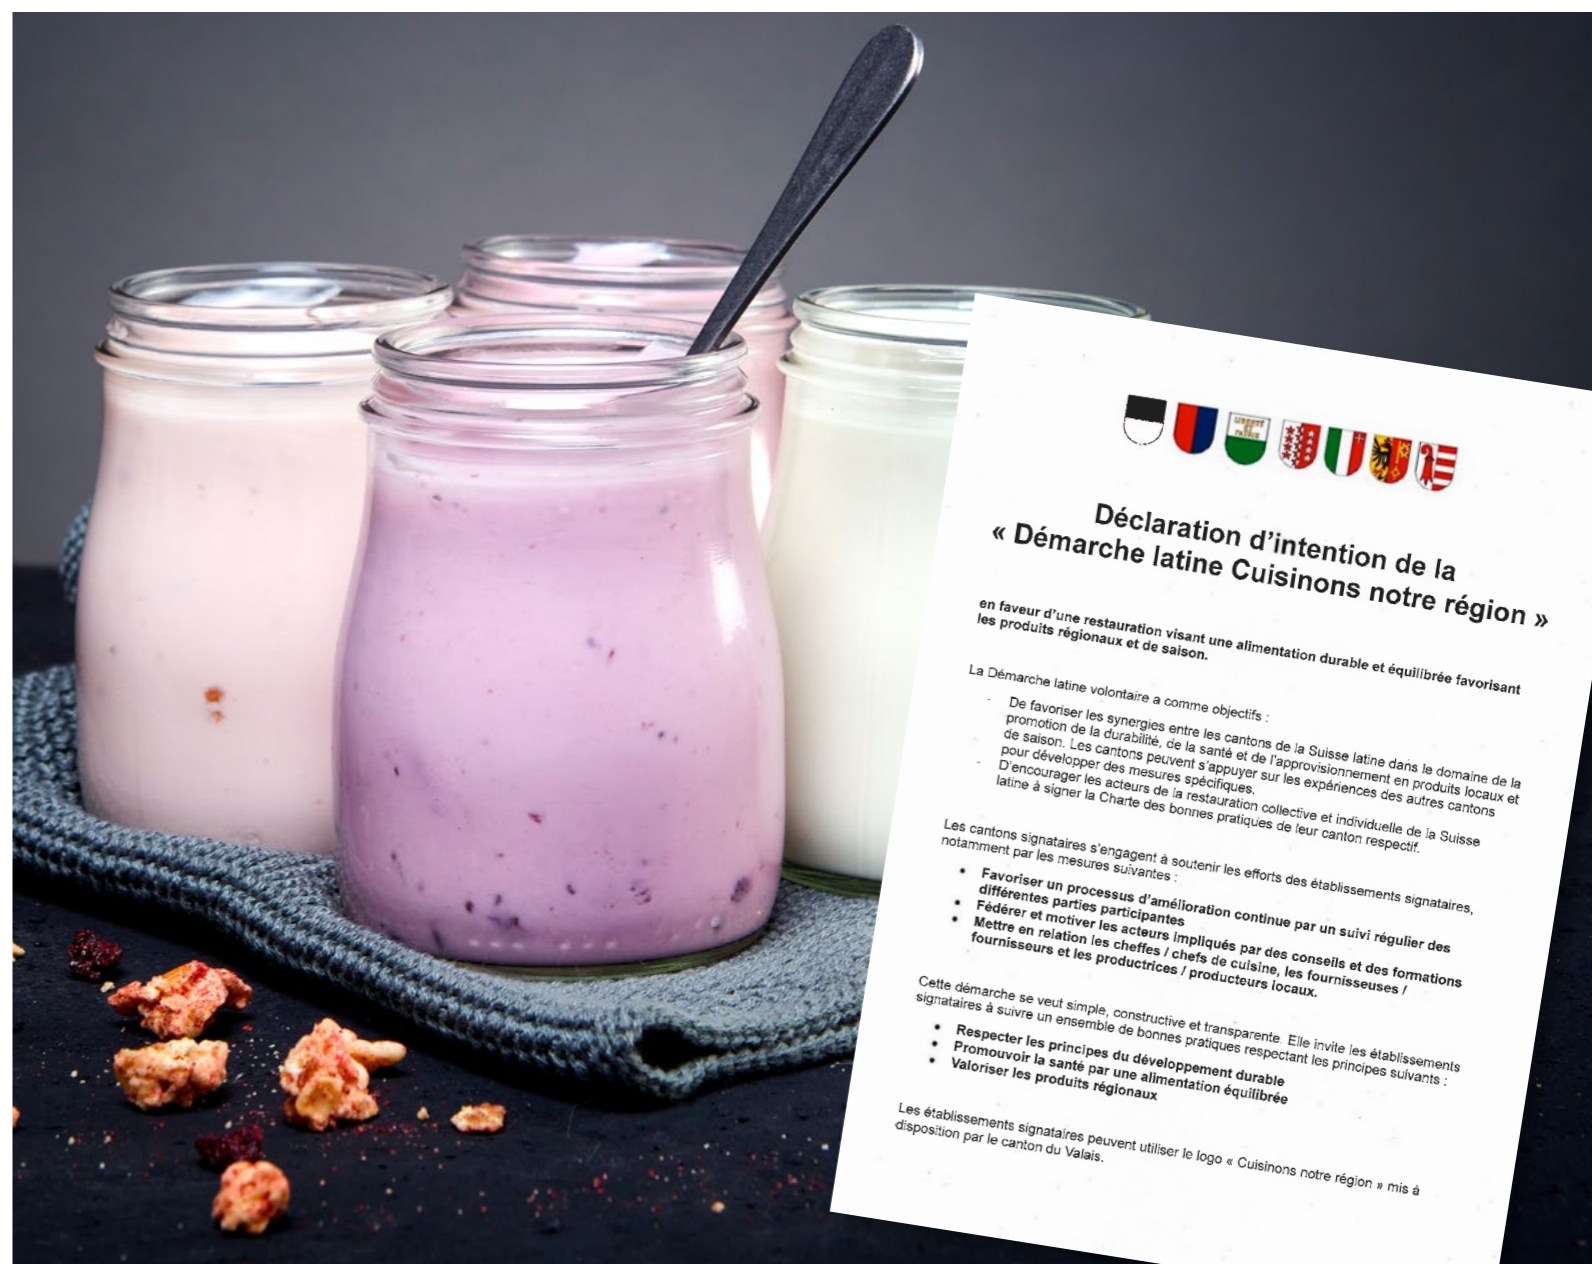 LIBERTÉ
ET
PATRIE
Déclaration d'intention de la
« Démarche latine Cuisinons notre région »
en faveur d'une restauration visant une alimentation durable et équilibrée favorisant
les produits régionaux et de saison.
La Démarche latine volontaire a comme objectifs :
- De favoriser les synergies entre les cantons de la Suisse latine dans le domaine de la
promotion de la durabilité, de la santé et de l'approvisionnement en produits locaux et
de saison. Les cantons peuvent s'appuyer sur les expériences des autres cantons
pour développer des mesures spécifiques.
- D'encourager les acteurs de la restauration collective et individuelle de la Suisse
latine à signer la Charte des bonnes pratiques de leur canton respectif.
Les cantons signataires s'engagent à soutenir les efforts des établissements signataires,
notamment par les mesures suivantes :
• Favoriser un processus d'amélioration continue par un suivi régulier des
différentes parties participantes
• Fédérer et motiver les acteurs impliqués par des conseils et des formations
• Mettre en relation les cheffes / chefs de cuisine, les fournisseuses /
fournisseurs et les productrices / producteurs locaux.
Cette démarche se veut simple, constructive et transparente. Elle invite les établissements
signataires à suivre un ensemble de bonnes pratiques respectant les principes suivants :
• Respecter les principes du développement durable
• Promouvoir la santé par une alimentation équilibrée
• Valoriser les produits régionaux
Les établissements signataires peuvent utiliser le logo « Cuisinons notre région » mis à
disposition par le canton du Valais.